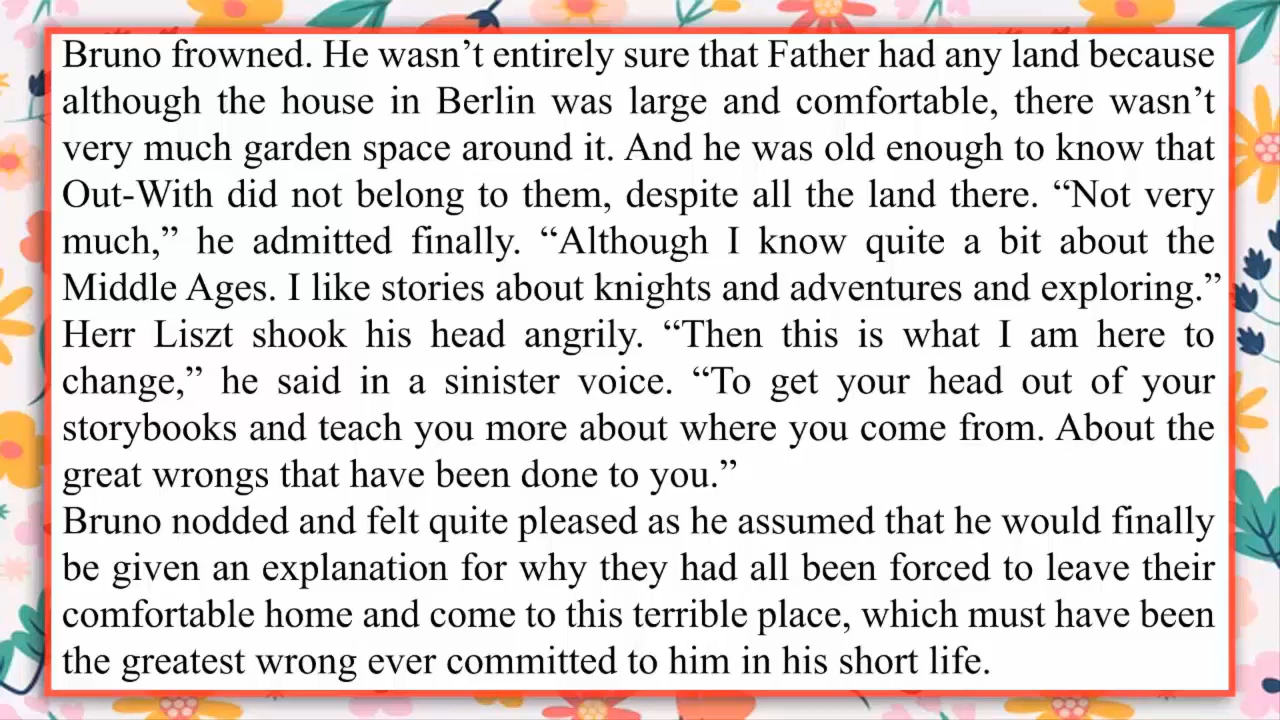 Bruno frowned. He wasn’t entirely sure that Father had any land because
although the house in Berlin was large and comfortable, there wasn’t
very much garden space around it. And he was old enough to know that
Out-With did not belong to them, despite all the land there. “Not very
much,” he admitted finally. “Although I know quite a bit about the
Middle Ages. I like stories about knights and adventures and exploring.”
Herr Liszt shook his head angrily. “Then this is what I am here to
change,” he said in a sinister voice. “To get your head out of your
storybooks and teach you more about where you come from. About the
great wrongs that have been done to you.”
Bruno nodded and felt quite pleased as he assumed that he would finally
be given an explanation for why they had all been forced to leave their
comfortable home and come to this terrible place, which must have been
the greatest wrong ever committed to him in his short life.